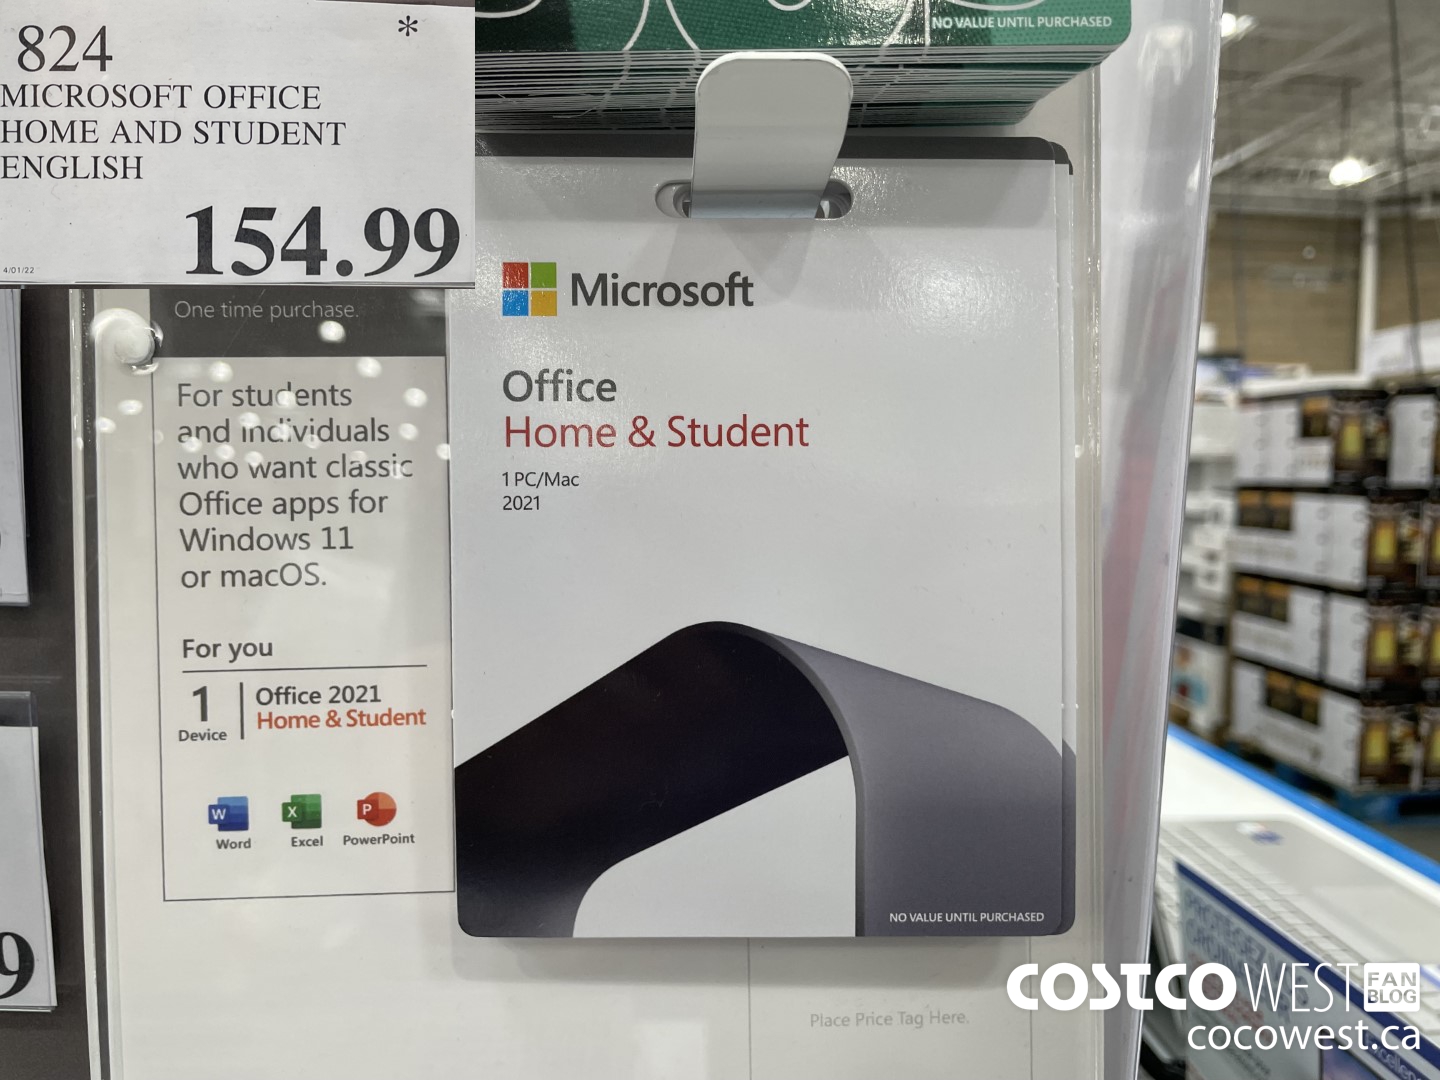 824
*
MICROSOFT OFFICE
HOME AND STUDENT
ENGLISH
154.99
4/01/22
NO VALUE UNTIL PURCHASED
One time purchase.
For students
and individuals
who want classic
Office apps for
Windows 11
or macOS.
For you
1
Device
Office 2021
Home & Student
W
X
P
Word
Excel
PowerPoint
Microsoft
Office
Home & Student
1 PC/Mac
2021
NO VALUE UNTIL PURCHASED
Place Price Tag Here.
9
COSTCO WEST FAN BLOG
cocowest.ca